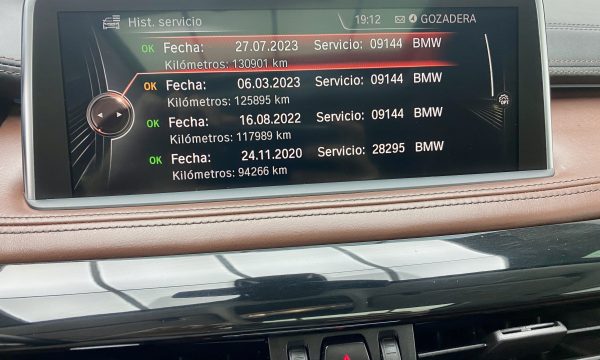 Hist. servicio 19:12 4 GOZADERA
OK Fecha: 27.07.2023 Servicio: 09144 BMW
Kilómetros: 130901 km
OK Fecha: 06.03.2023 Servicio: 09144 BMW
Kilómetros: 125895 km
OK Fecha: 16.08.2022 Servicio: 09144 BMW
Kilómetros: 117989 km
OK Fecha: 24.11.2020 Servicio: 28295 BMW
Kilómetros: 94266 km